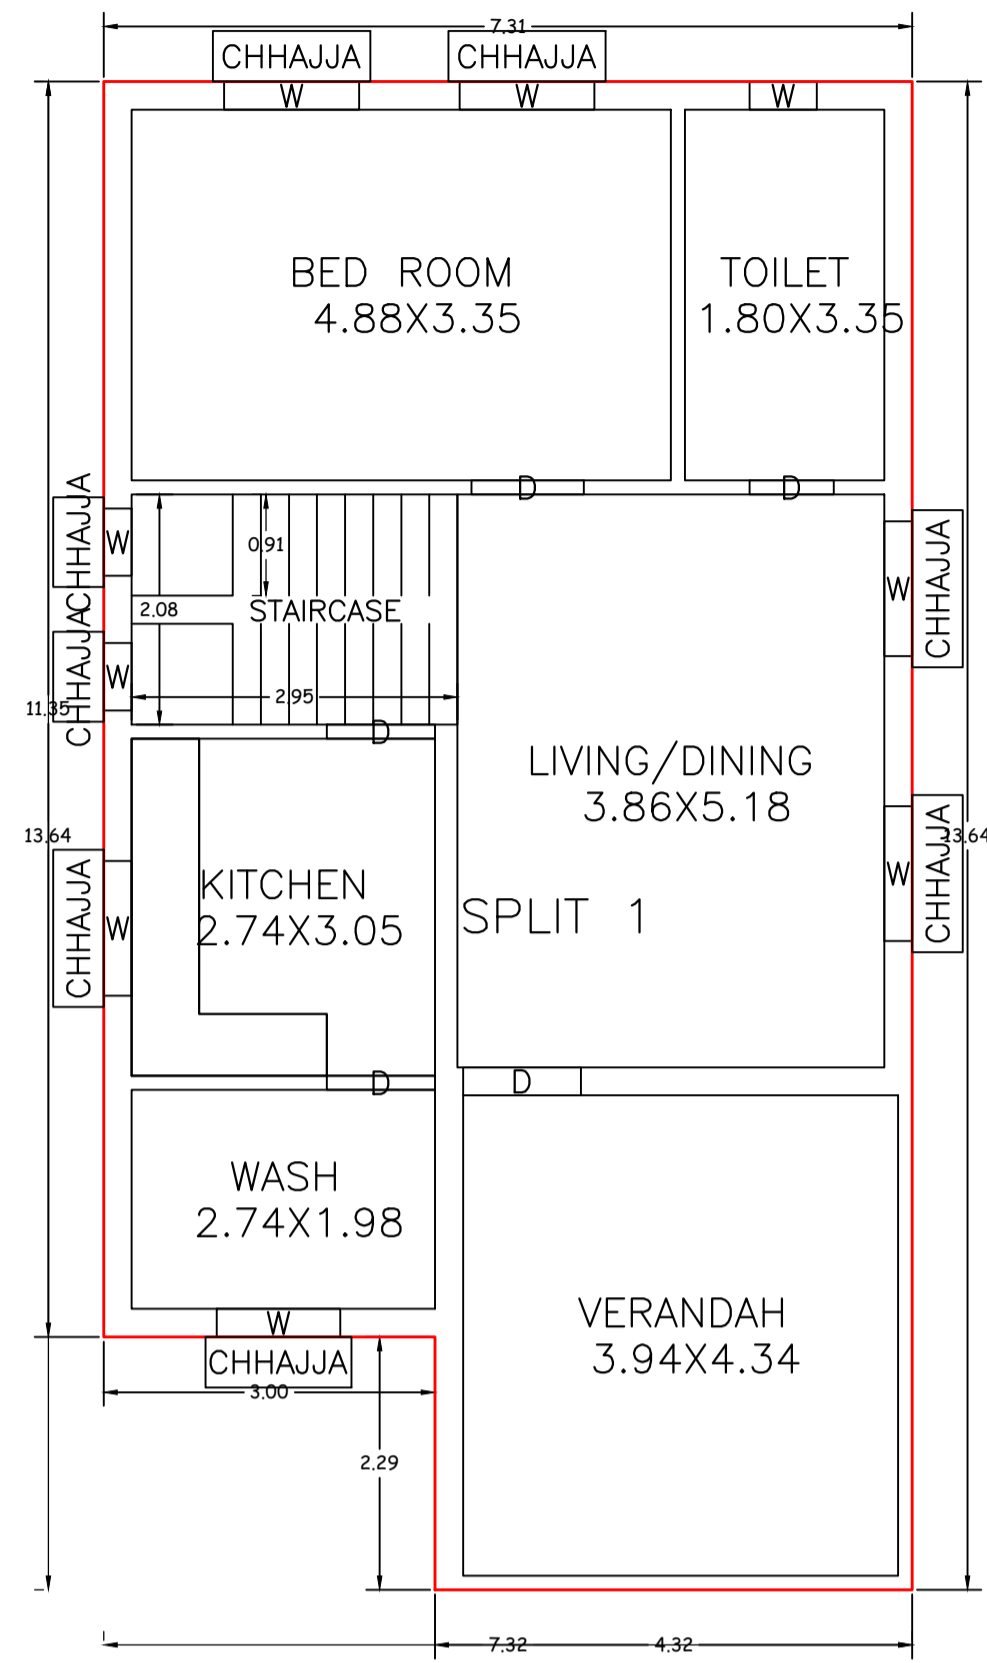 7.31
CHHAJJA
CHHAJJA
W
W
W
BED ROOM
4.88X3.35
TOILET
1.80X3.35
D
D
CHHAJJA
W
0.91
2.08
STAIRCASE
W
CHHAJJA
CHHAJJA
W
2.95
11.35
D
LIVING/DINING
3.86X5.18
13.64
W
CHHAJJA
13.64
KITCHEN
2.74X3.05
SPLIT 1
CHHAJJA
W
D
D
WASH
2.74X1.98
W
CHHAJJA
VERANDAH
3.94X4.34
3.00
2.29
7.32
4.32